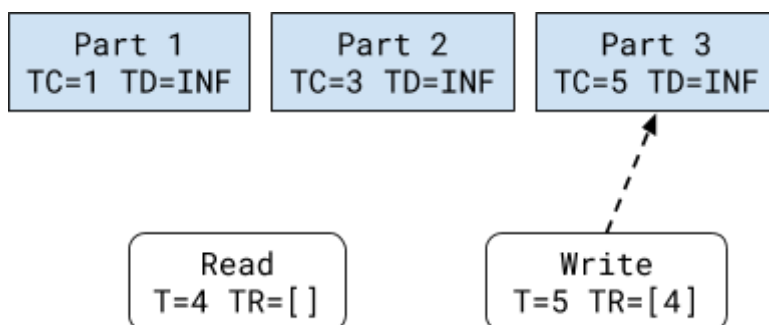 Part 1
TC=1 TD=INF
Part 2
TC=3 TD=INF
Part 3
TC=5 TD=INF
Read
T=4 TR=[]
Write
T=5 TR=[4]